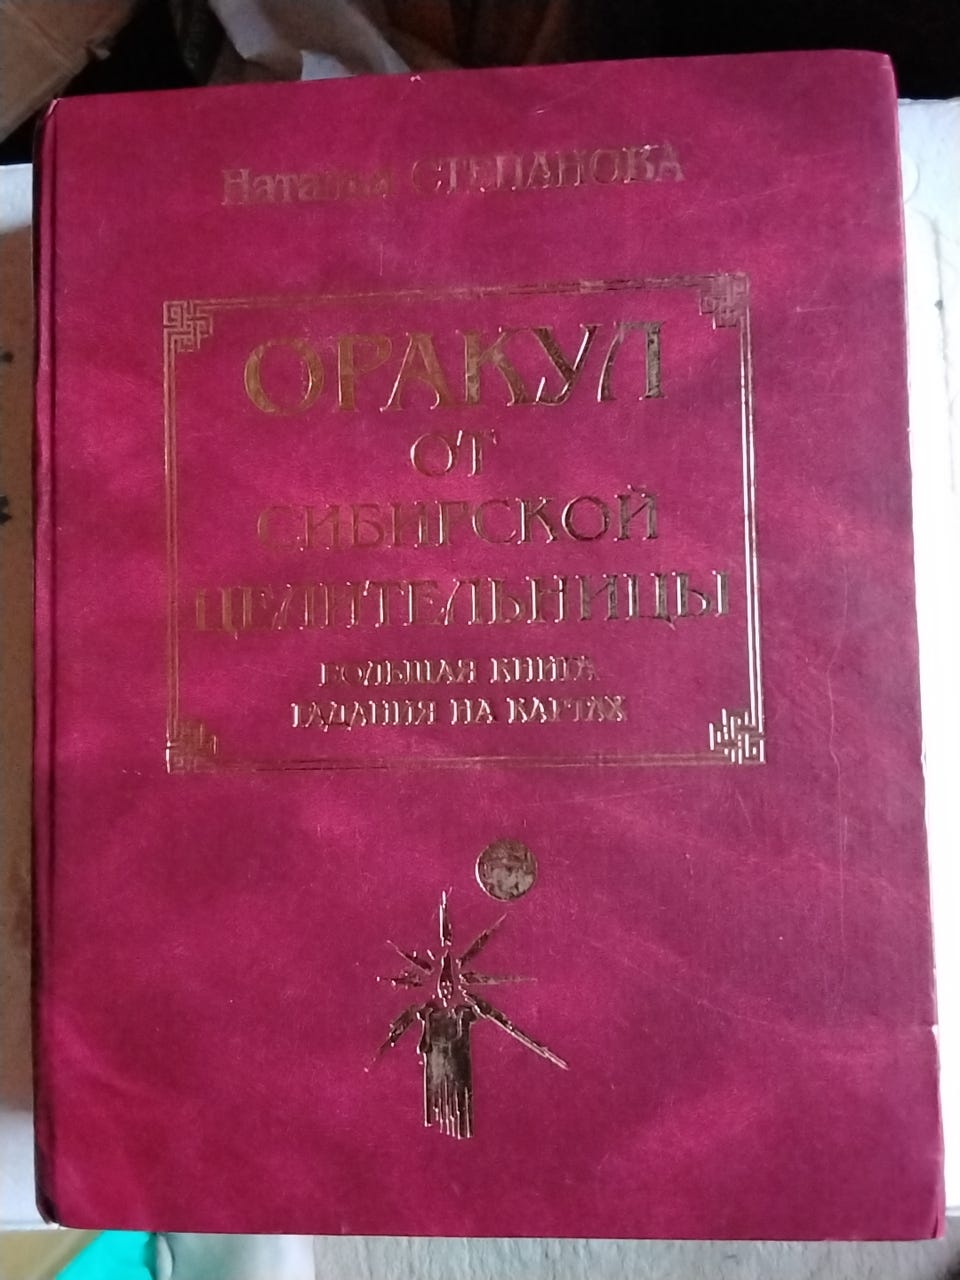 Наталья СТЕПАНОВА
ОРАКУЛ
ОТ
СИБИРСКОЙ
ЦЕЛИТЕЛЬНИЦЫ
БОЛЬШАЯ КНИГА
ГАДАНИЯ НА КАРТАХ